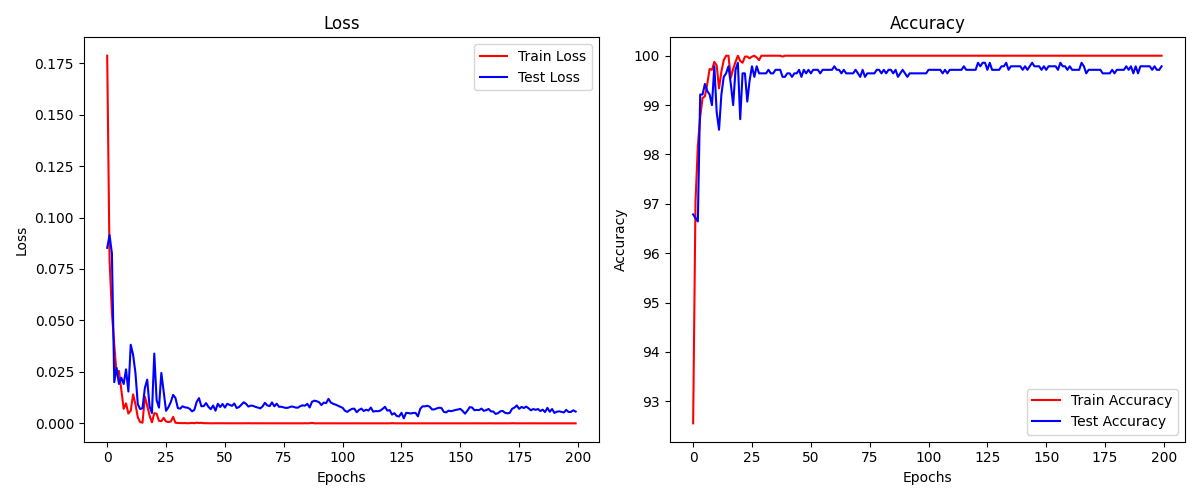 Loss
Train Loss
Test Loss
0.175
0.150
0.125
0.100
0.075
0.050
0.025
0.000
Loss
0 25 50 75 100 125 150 175 200
Epochs
Accuracy
100
99
98
97
96
95
94
93
Accuracy
Train Accuracy
Test Accuracy
0 25 50 75 100 125 150 175 200
Epochs